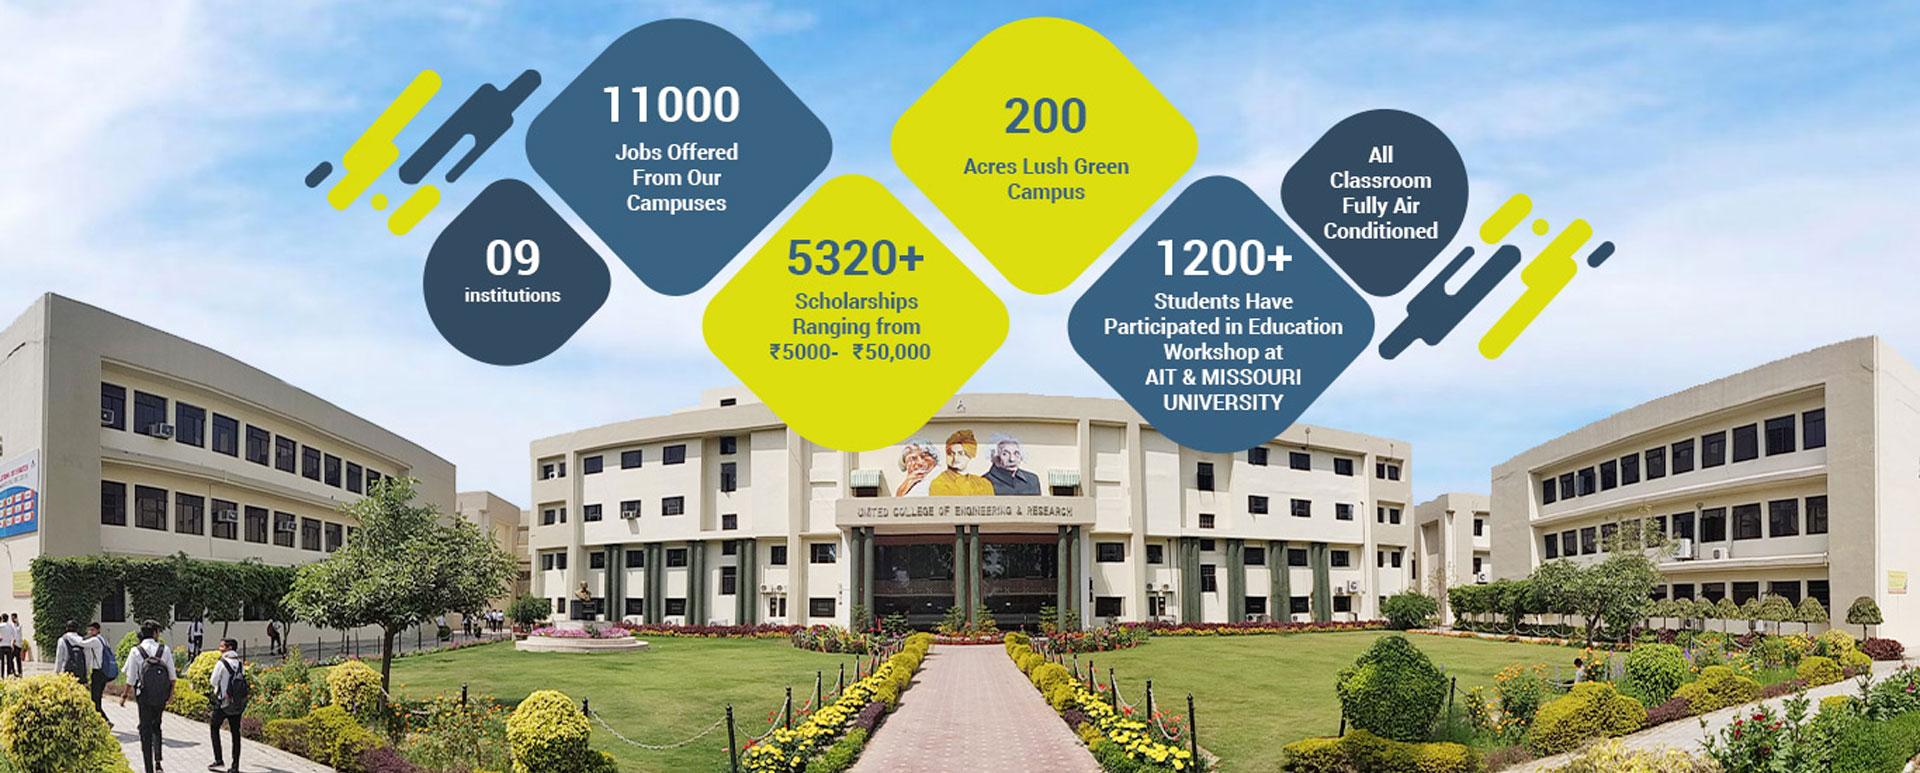 11000
Jobs Offered
From Our
Campuses
200
Acres Lush Green
Campus
All
Classroom
Fully Air
Conditioned
09
institutions
5320+
Scholarships
Ranging from
₹5000- ₹50,000
1200+
Students Have
Participated in Education
Workshop at
AIT & MISSOURI
UNIVERSITY
UNITED COLLEGE OF ENGINEERING & RESEARCH